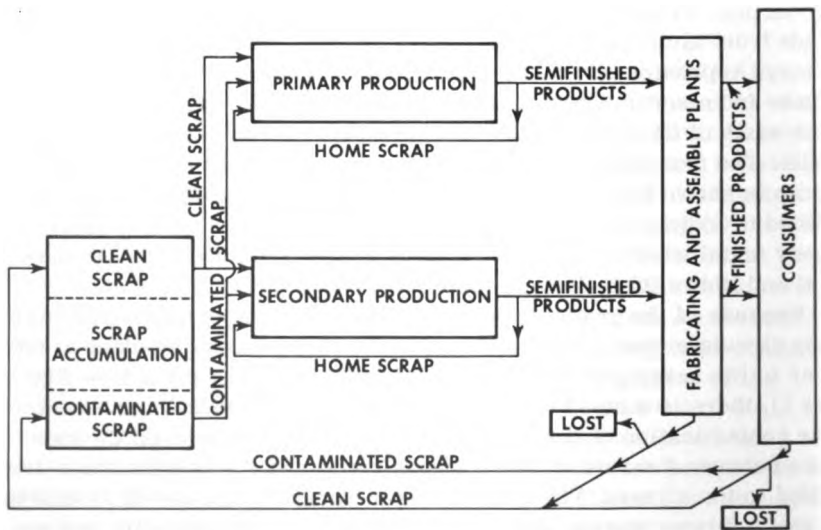 PRIMARY PRODUCTION
SEMIFINISHED
PRODUCTS
HOME SCRAP
CLEAN SCRAP
CONTAMINATED SCRAP
FABRICATING AND ASSEMBLY PLANTS
FINISHED PRODUCTS
CONSUMERS
CLEAN
SCRAP
SCRAP
ACCUMULATION
CONTAMINATED
SCRAP
SECONDARY PRODUCTION
SEMIFINISHED
PRODUCTS
HOME SCRAP
LOST
CONTAMINATED SCRAP
CLEAN SCRAP
LOST